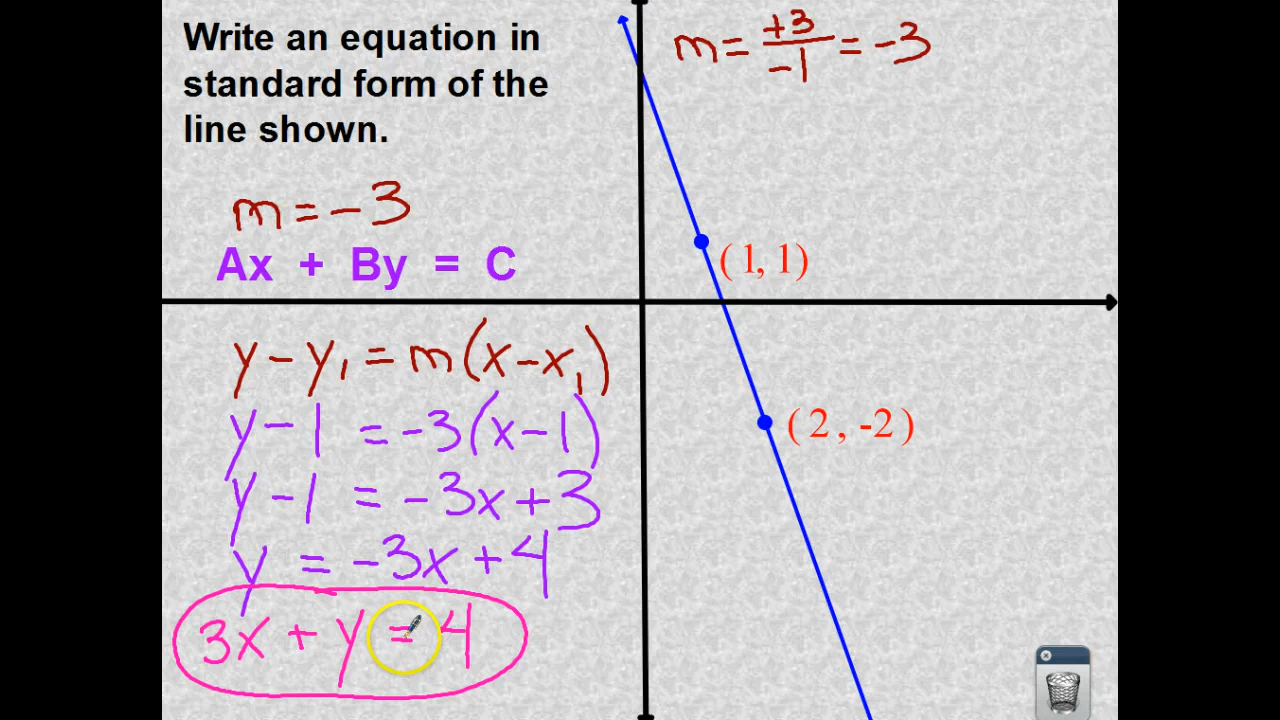 Write an equation in
standard form of the
line shown.
m = -3
Ax + By = C
y - y₁ = m(x - x₁)
y - 1 = -3(x - 1)
y - 1 = -3x + 3
y = -3x + 4
3x + y = 4
m = +3/-1 = -3
(1, 1)
(2, -2)